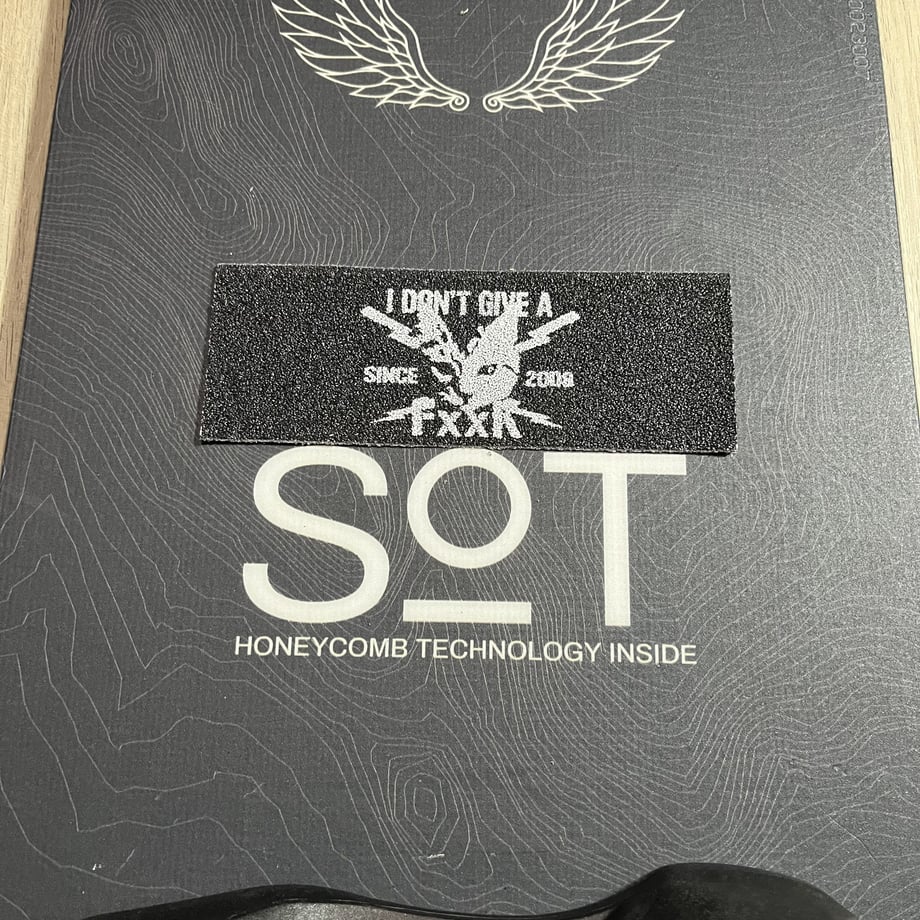 I DON'T GIVE A
SINCE 2009
FxxK
SOT
HONEYCOMB TECHNOLOGY INSIDE